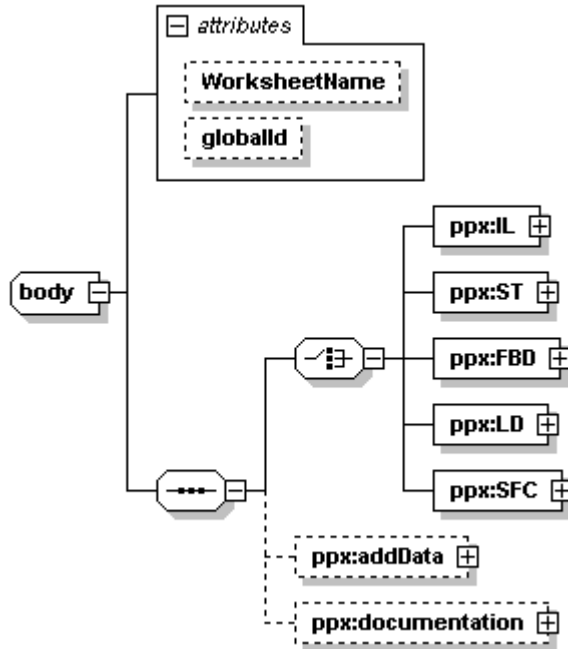 attributes
WorksheetName
globalId
ppx:IL
body
ppx:ST
ppx:FBD
ppx:LD
ppx:SFC
ppx:addData
ppx:documentation